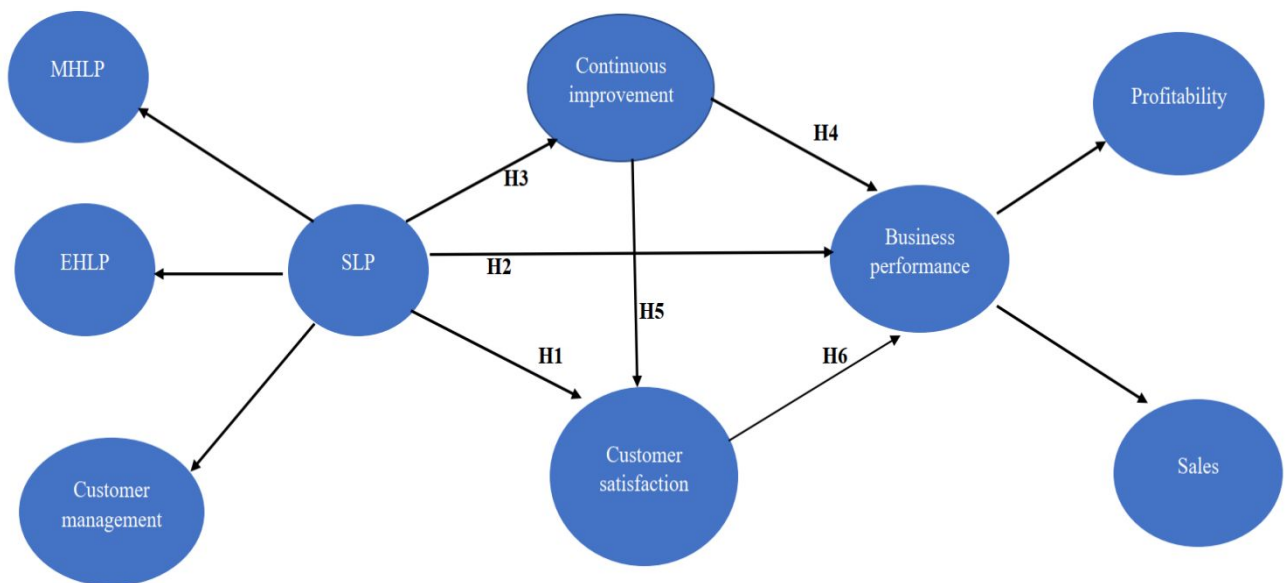 MHLP
Continuous
improvement
Profitability
H4
H3
EHLP
SLP
Business
performance
H2
H5
H1
H6
Customer
satisfaction
Sales
Customer
management